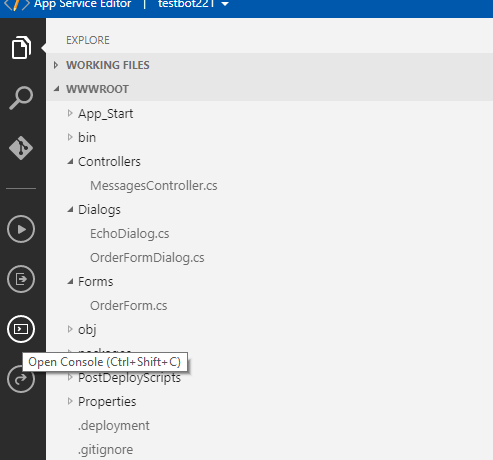 App Service Editor | testbot221
EXPLORE
WORKING FILES
WWWROOT
App_Start
bin
Controllers
MessagesController.cs
Dialogs
EchoDialog.cs
OrderFormDialog.cs
Forms
OrderForm.cs
obj
Open Console (Ctrl+Shift+C)
PostDeployScripts
Properties
.deployment
.gitignore